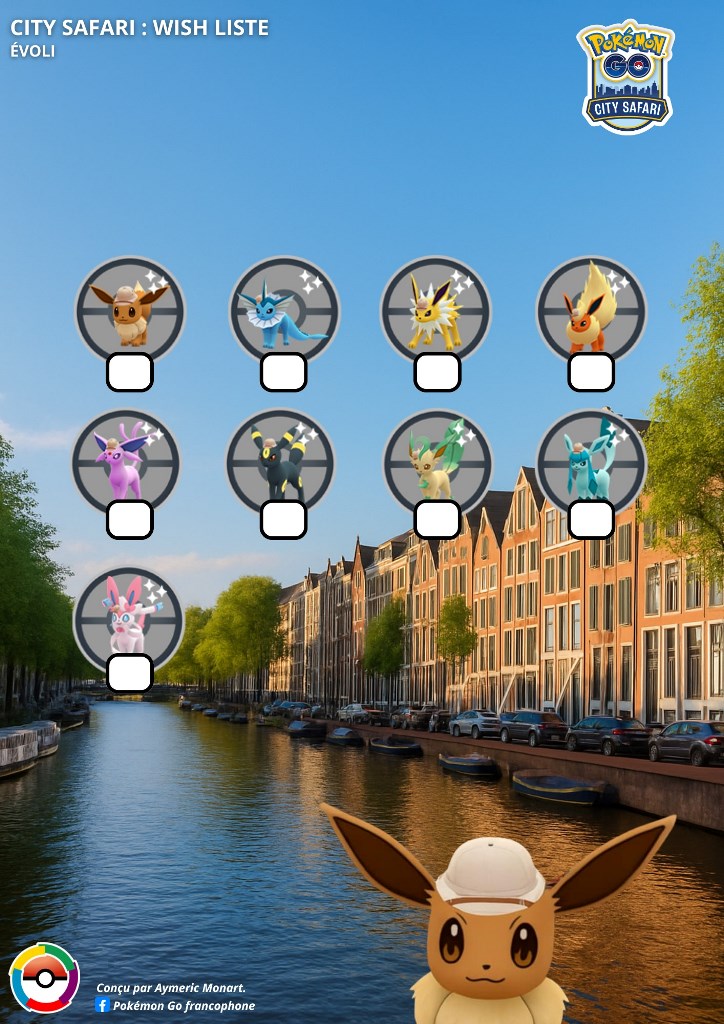 CITY SAFARI : WISH LISTE
ÉVOLI
Pokémon
GO
CITY SAFARI
Conçu par Aymeric Monart.
f Pokémon Go francophone